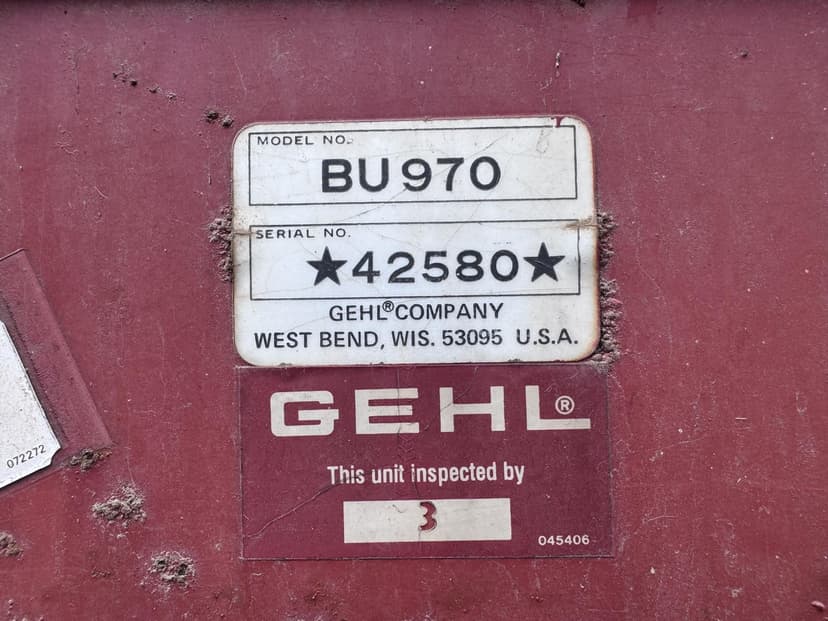 MODEL NO.
BU970
SERIAL NO.
★42580★
GEHL® COMPANY
WEST BEND, WIS. 53095 U.S.A.
GEHL®
This unit inspected by
3
045406
072272